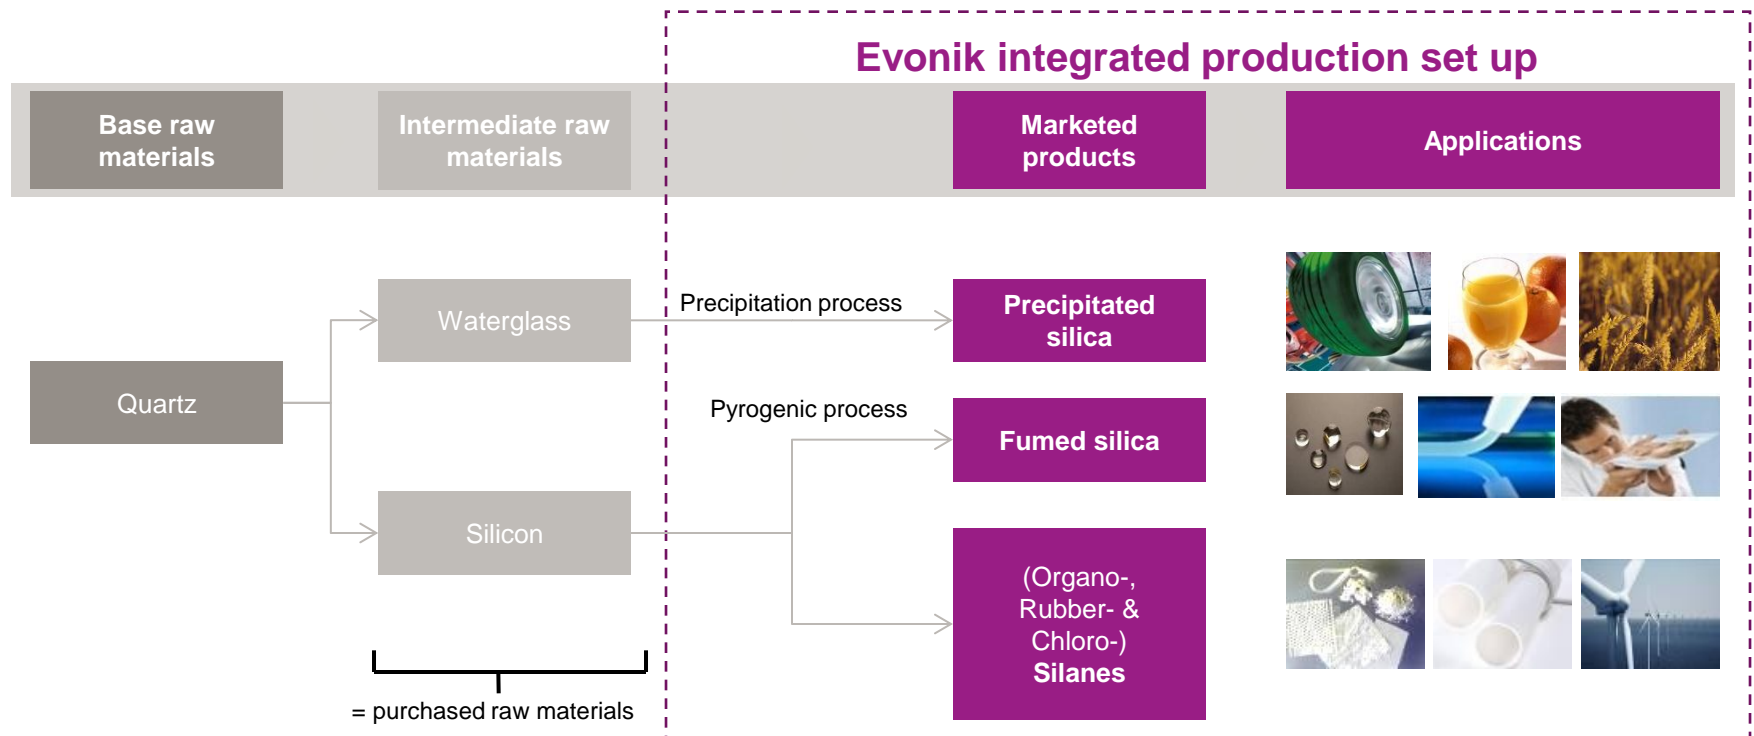 Evonik integrated production set up
Base raw
materials
Intermediate raw
materials
Marketed
products
Applications
Quartz
Waterglass
Silicon
= purchased raw materials
Precipitation process
Pyrogenic process
Precipitated
silica
Fumed silica
(Organo-,
Rubber- &
Chloro-)
Silanes